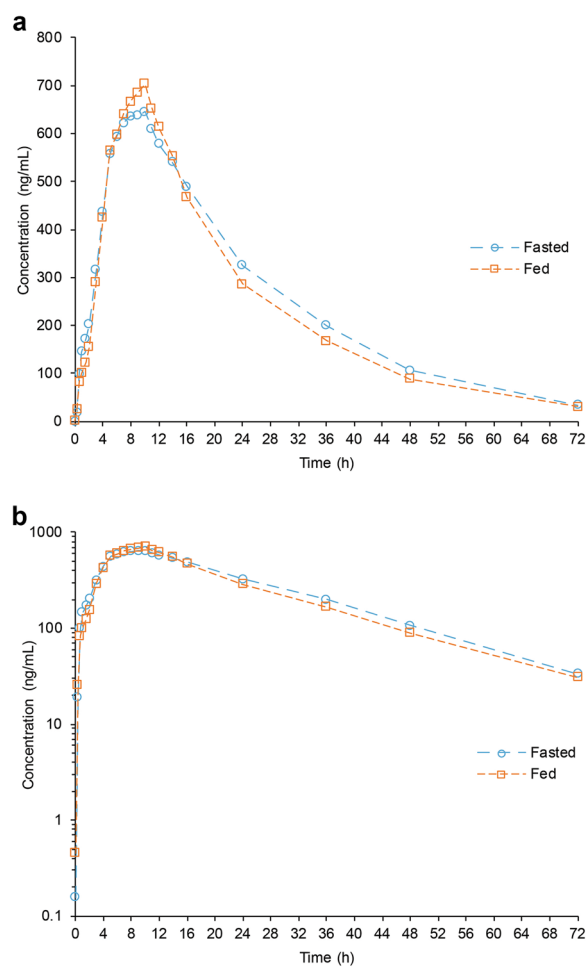 a
800
700
600
500
400
300
200
100
0
Concentration (ng/mL)
Fasted
Fed
0 4 8 12 16 20 24 28 32 36 40 44 48 52 56 60 64 68 72
Time (h)
b
1000
100
10
1
0.1
Concentration (ng/mL)
Fasted
Fed
0 4 8 12 16 20 24 28 32 36 40 44 48 52 56 60 64 68 72
Time (h)